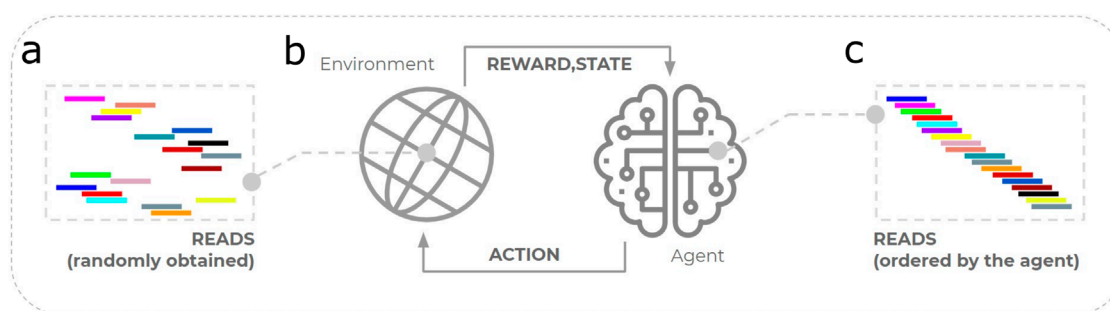 a
b
c
Environment
REWARD,STATE
ACTION
Agent
READS
(randomly obtained)
READS
(ordered by the agent)